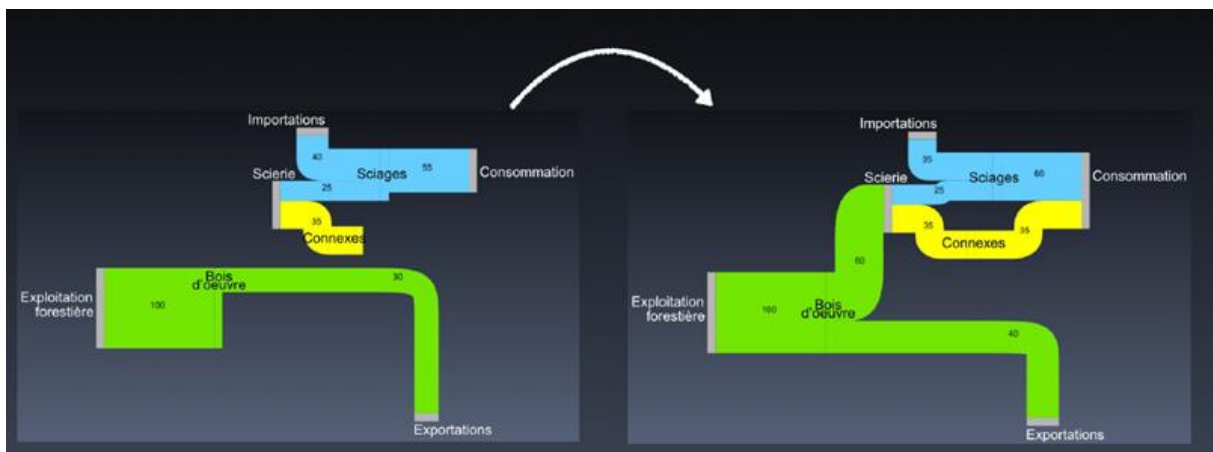 Importations
40
55
Sciages
Scierie
Consommation
25
35
Connexes
Bois
d'oeuvre
30
Exploitation
forestière
100
Exportations
Importations
35
60
Sciages
Scierie
Consommation
25
35
35
Connexes
60
Exploitation
forestière
100
Bois
d'oeuvre
40
Exportations